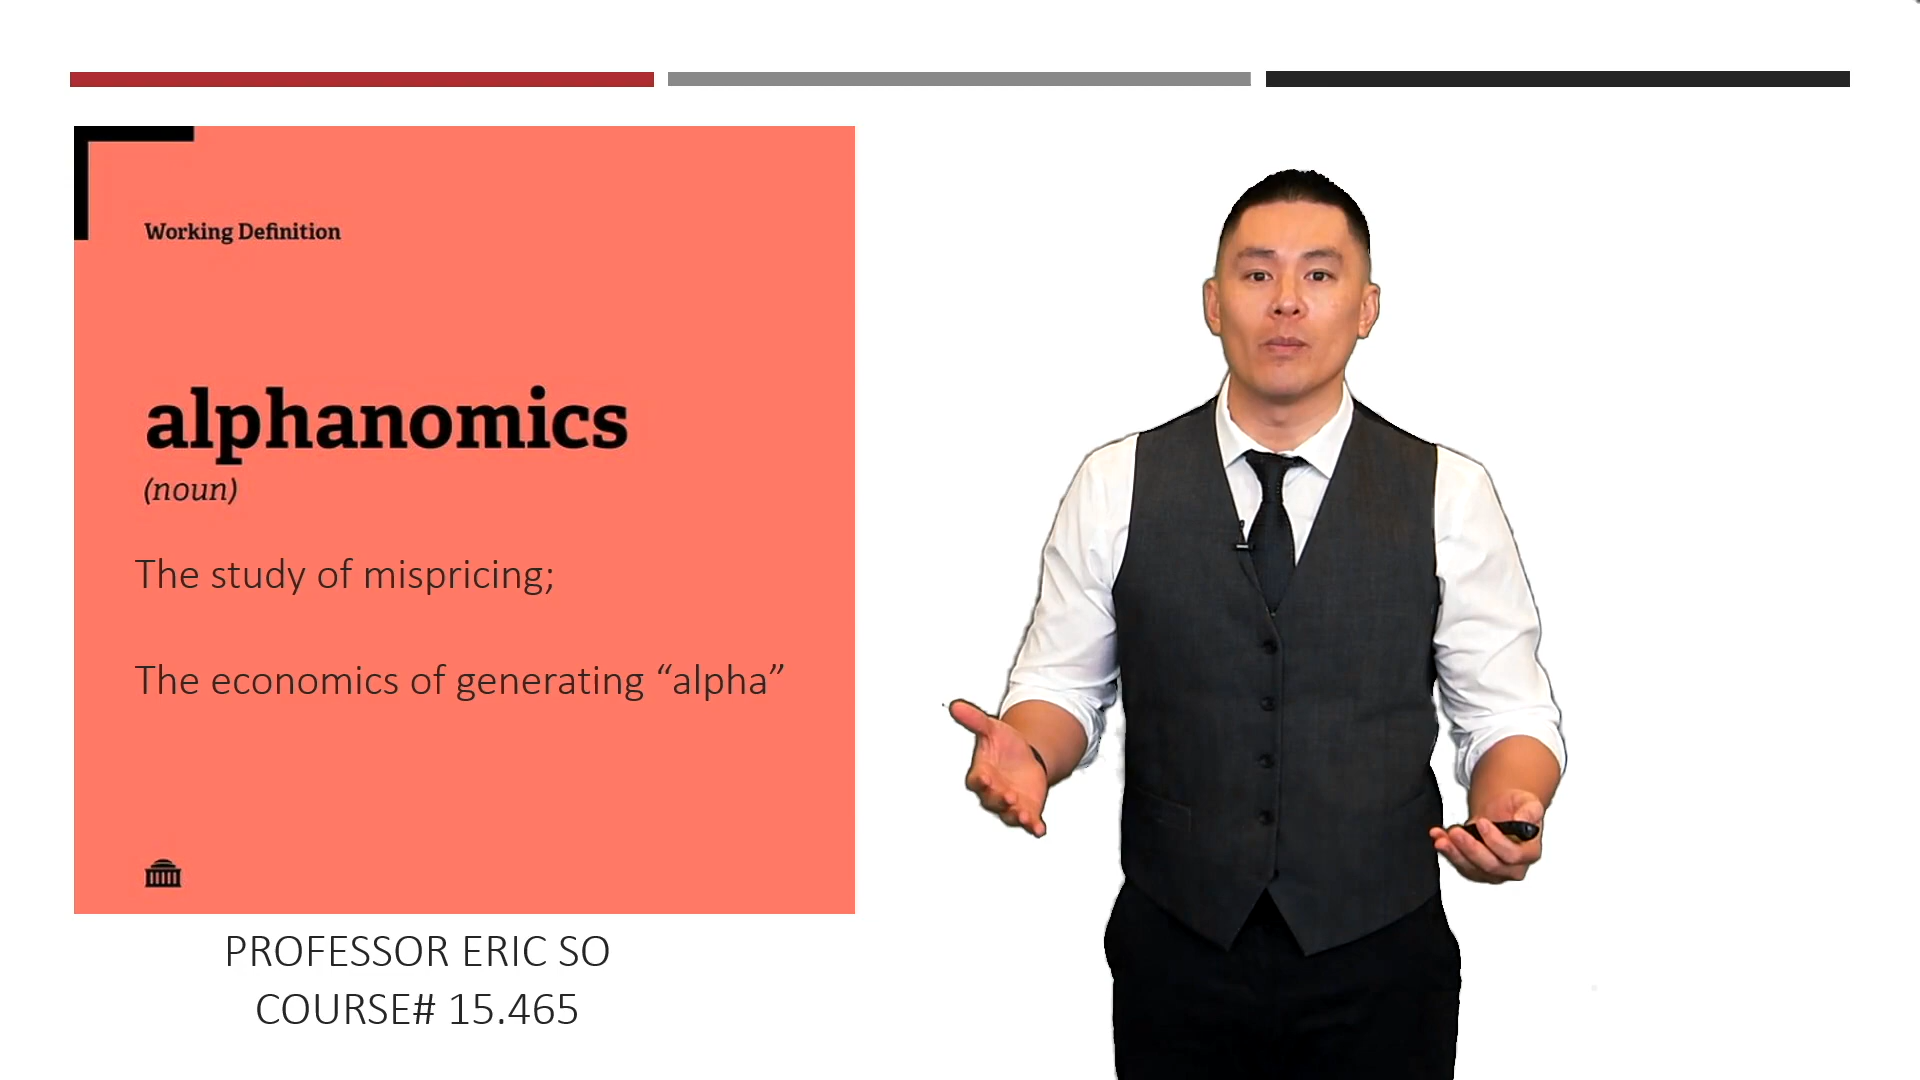 Working Definition
alphanomics
(noun)
The study of mispricing;
The economics of generating “alpha”
PROFESSOR ERIC SO
COURSE# 15.465